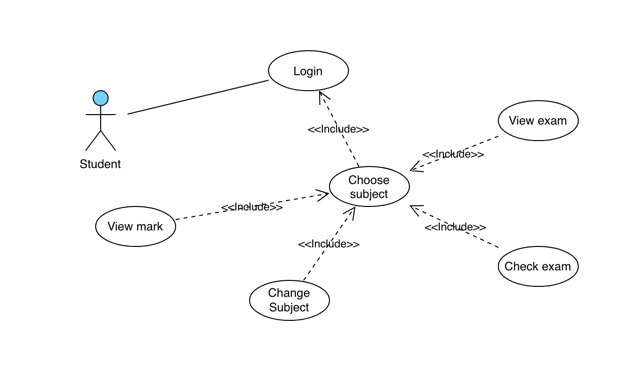 Login
View exam
<<Include>>
<<Include>>
Student
Choose
subject
<<Include>>
View mark
<<Include>>
<<Include>>
Check exam
Change
Subject